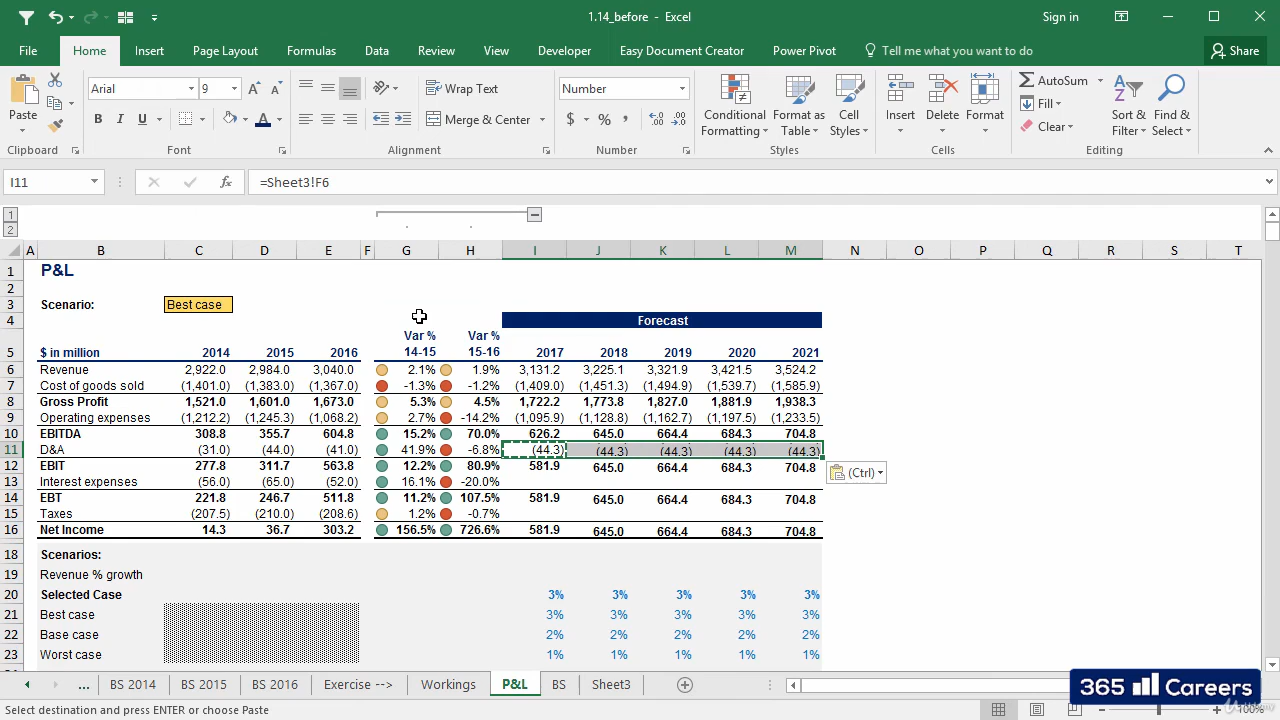 1.14_before - Excel
Sign in
File Home Insert Page Layout Formulas Data Review View Developer Easy Document Creator Power Pivot Tell me what you want to do Share
Paste
Arial 9
B I U
Wrap Text
Merge & Center
Number
$ % ,
Conditional Formatting
Format as Table
Cell Styles
Insert Delete Format
AutoSum
Fill
Clear
Sort & Filter
Find & Select
Clipboard Font Alignment Number Styles Cells Editing
I11 fx =Sheet3!F6
1
2
A B C D E F G H I J K L M N O P Q R S T
1 P&L
2
3 Scenario: Best case
4 Forecast
Var % Var %
5 $ in million 2014 2015 2016 14-15 15-16 2017 2018 2019 2020 2021
6 Revenue 2,922.0 2,984.0 3,040.0 2.1% 1.9% 3,131.2 3,225.1 3,321.9 3,421.5 3,524.2
7 Cost of goods sold (1,401.0) (1,383.0) (1,367.0) -1.3% -1.2% (1,409.0) (1,451.3) (1,494.9) (1,539.7) (1,585.9)
8 Gross Profit 1,521.0 1,601.0 1,673.0 5.3% 4.5% 1,722.2 1,773.8 1,827.0 1,881.9 1,938.3
9 Operating expenses (1,212.2) (1,245.3) (1,068.2) 2.7% -14.2% (1,095.9) (1,128.8) (1,162.7) (1,197.5) (1,233.5)
10 EBITDA 308.8 355.7 604.8 15.2% 70.0% 626.2 645.0 664.4 684.3 704.8
11 D&A (31.0) (44.0) (41.0) 41.9% -6.8% (44.3) (44.3) (44.3) (44.3) (44.3)
12 EBIT 277.8 311.7 563.8 12.2% 80.9% 581.9 645.0 664.4 684.3 704.8
(Ctrl)
13 Interest expenses (56.0) (65.0) (52.0) 16.1% -20.0%
14 EBT 221.8 246.7 511.8 11.2% 107.5% 581.9 645.0 664.4 684.3 704.8
15 Taxes (207.5) (210.0) (208.6) 1.2% -0.7%
16 Net Income 14.3 36.7 303.2 156.5% 726.6% 581.9 645.0 664.4 684.3 704.8
18 Scenarios:
19 Revenue % growth
20 Selected Case 3% 3% 3% 3% 3%
21 Best case 3% 3% 3% 3% 3%
22 Base case 2% 2% 2% 2% 2%
23 Worst case 1% 1% 1% 1% 1%
... BS 2014 BS 2015 BS 2016 Exercise --> Workings P&L BS Sheet3
365 Careers
Select destination and press ENTER or choose Paste
100%